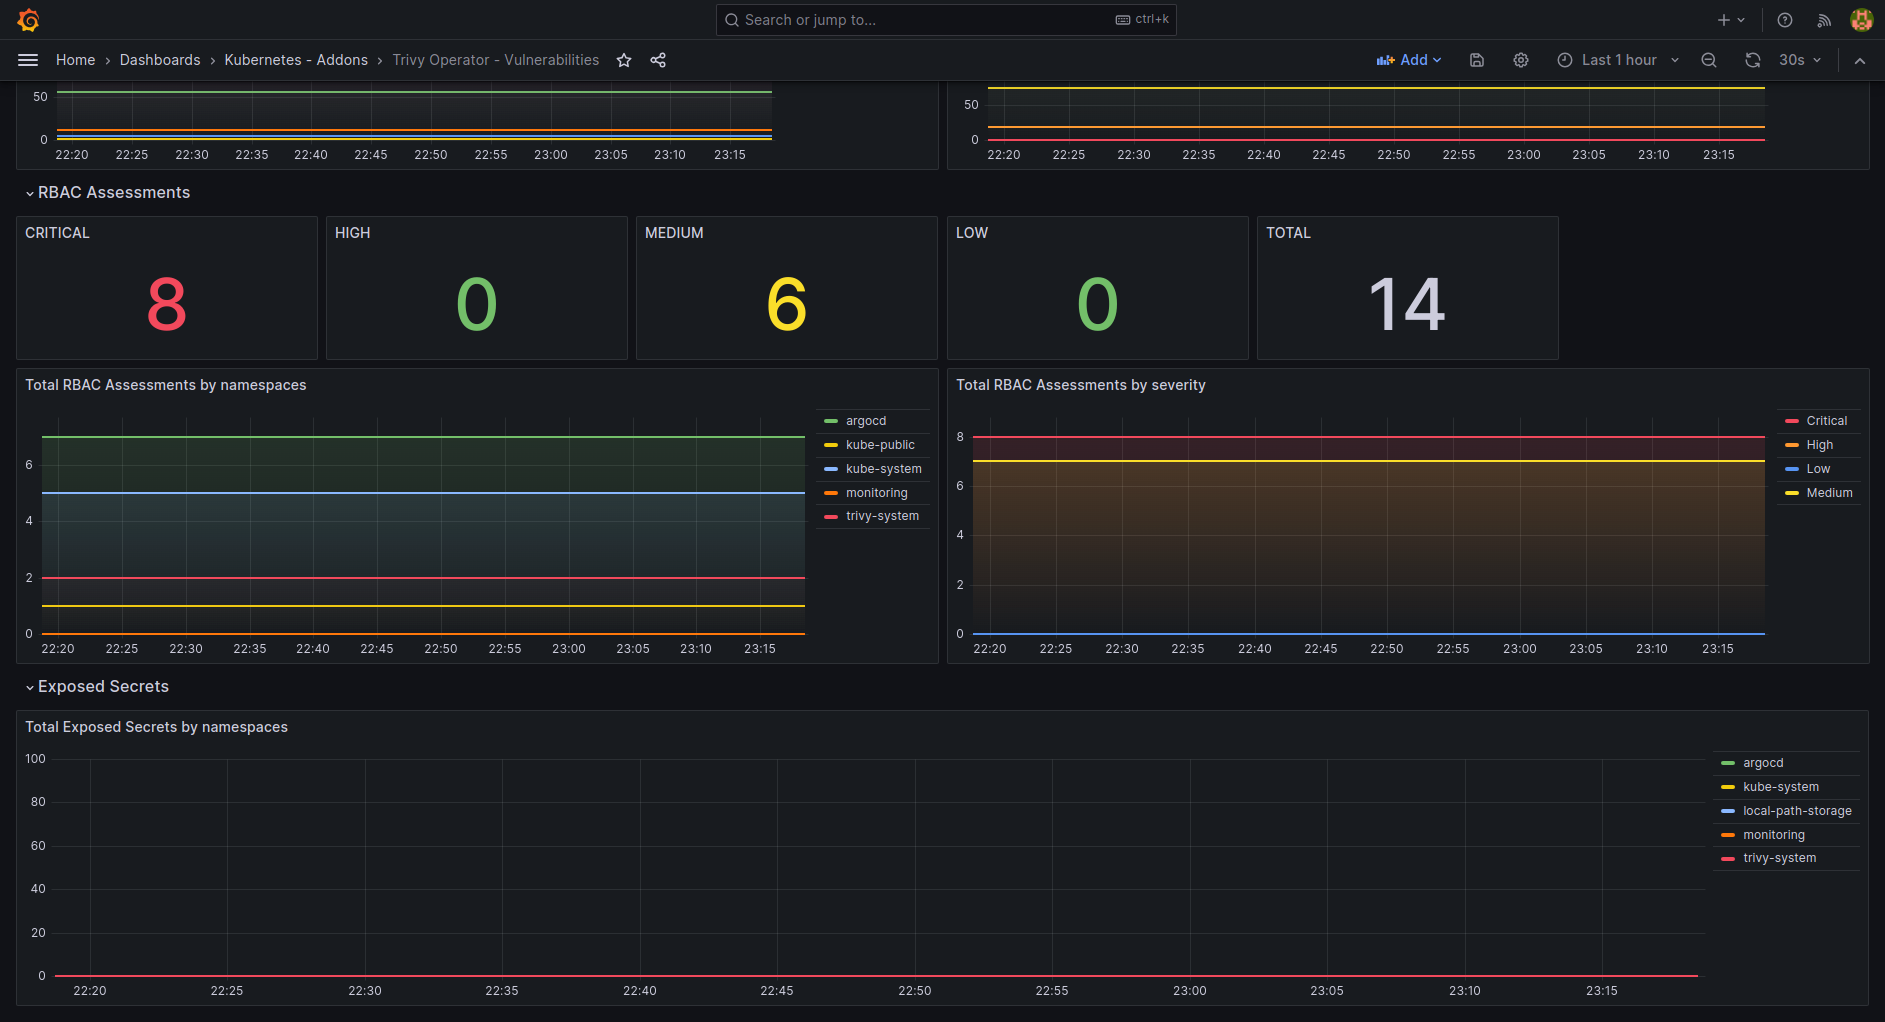 Search or jump to...
ctrl+k
Home › Dashboards › Kubernetes - Addons › Trivy Operator - Vulnerabilities
Add
Last 1 hour
30s
50
0
22:20 22:25 22:30 22:35 22:40 22:45 22:50 22:55 23:00 23:05 23:10 23:15
50
0
22:20 22:25 22:30 22:35 22:40 22:45 22:50 22:55 23:00 23:05 23:10 23:15
RBAC Assessments
CRITICAL
8
HIGH
0
MEDIUM
6
LOW
0
TOTAL
14
Total RBAC Assessments by namespaces
6
4
2
0
22:20 22:25 22:30 22:35 22:40 22:45 22:50 22:55 23:00 23:05 23:10 23:15
argocd
kube-public
kube-system
monitoring
trivy-system
Total RBAC Assessments by severity
8
6
4
2
0
22:20 22:25 22:30 22:35 22:40 22:45 22:50 22:55 23:00 23:05 23:10 23:15
Critical
High
Low
Medium
Exposed Secrets
Total Exposed Secrets by namespaces
100
80
60
40
20
0
22:20 22:25 22:30 22:35 22:40 22:45 22:50 22:55 23:00 23:05 23:10 23:15
argocd
kube-system
local-path-storage
monitoring
trivy-system